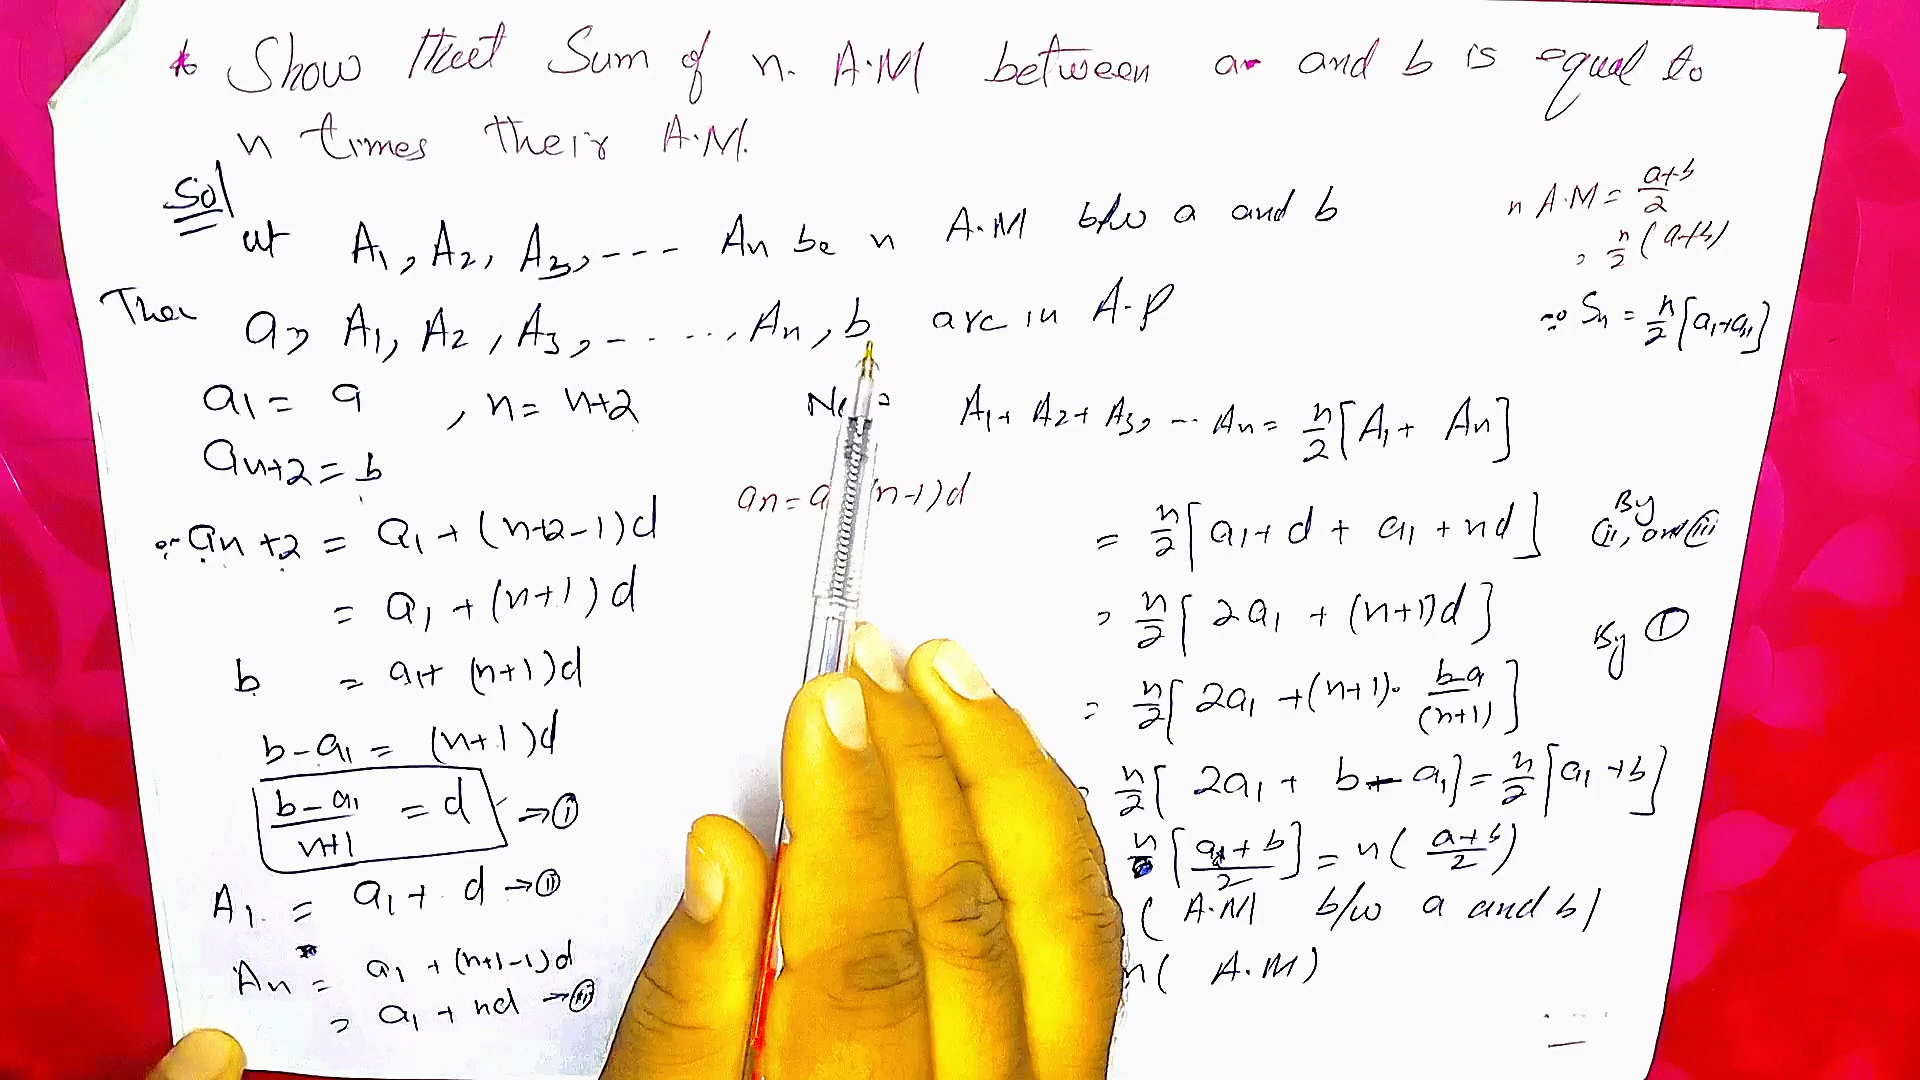 * Show that Sum of n. A.M between a and b is equal to
n times their A.M.
Sol
let A1, A2, A3, --- An be n A.M b/w a and b
Then a, A1, A2, A3, - . . . . ., An, b are in A.P
a1 = a , n = n+2
an+2 = b
∵ an+2 = a1 + (n+2-1)d
= a1 + (n+1)d
b = a1+ (n+1)d
b-a1 = (n+1)d
b-a1/n+1 = d → (i)
A1 = a1 + d → (ii)
An = a1 + (n+1-1)d
= a1 + nd → (iii)
an = a (n-1)d
n A.M = a+b/2
, n/2 (a+b)
∵ Sn = n/2 [a1+an]
A1+ A2+ A3, --- An = n/2 [A1 + An]
= n/2 [a1+ d + a1 + nd] By (ii, and (iii)
= n/2 [2a1 + (n+1)d]
= n/2 [2a1 + (n+1). b-a/(n+1)] By (i)
= n/2 [2a1 + b - a1] = n/2 [a1 + b]
n [a1 + b/2] = n (a+b/2)
( A.M b/w a and b)
n( A.M)